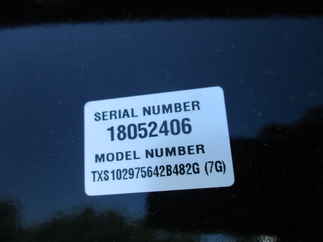 SERIAL NUMBER
18052406
MODEL NUMBER
TXS102975642B482G (7G)